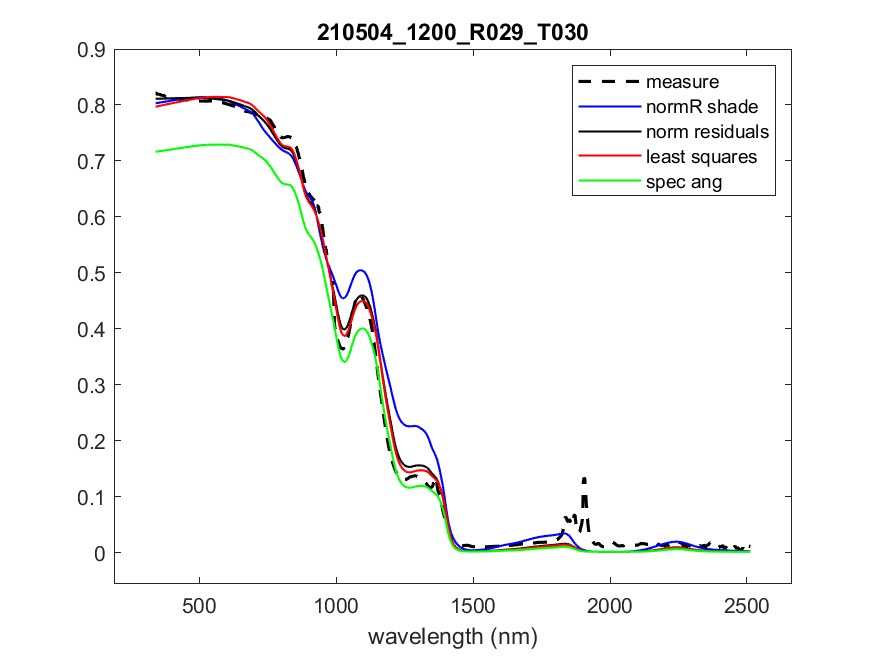 210504_1200_R029_T030
0.9
0.8
0.7
0.6
0.5
0.4
0.3
0.2
0.1
0
measure
normR shade
norm residuals
least squares
spec ang
500 1000 1500 2000 2500
wavelength (nm)